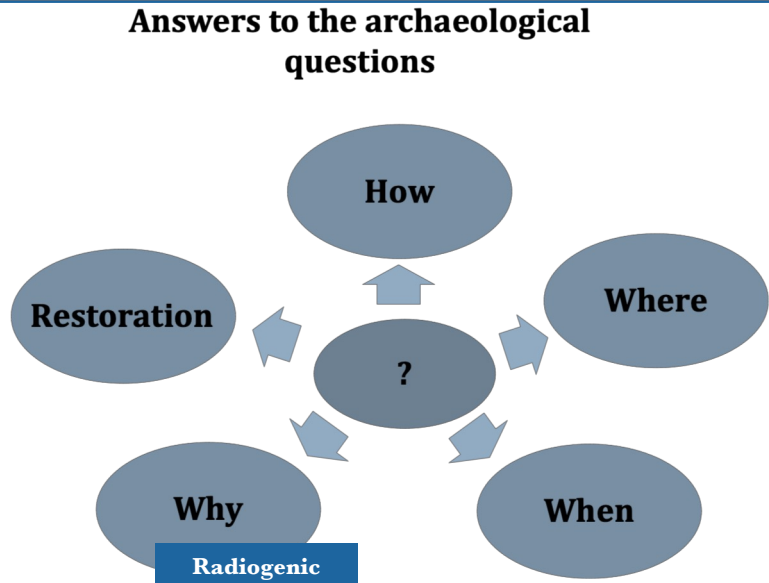 Answers to the archaeological
questions
How
Where
Restoration
?
Why
When
Radiogenic